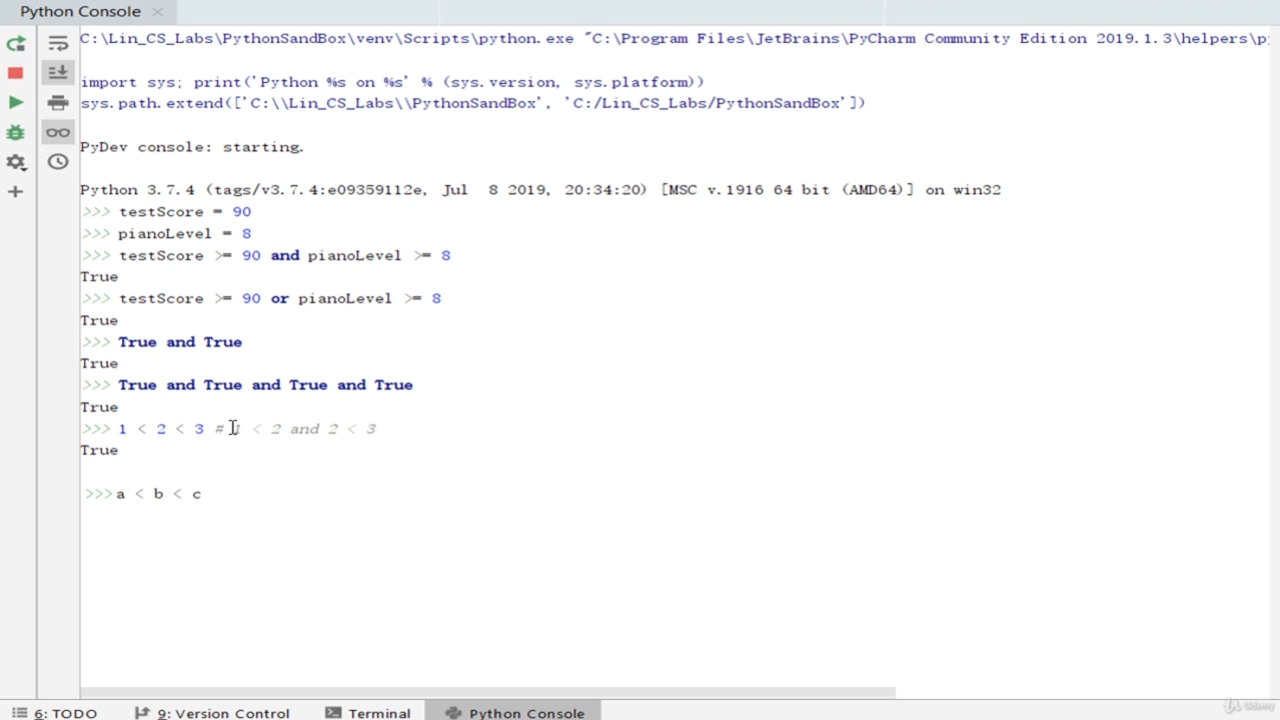 Python Console
C:\Lin_CS_Labs\PythonSandBox\venv\Scripts\python.exe "C:\Program Files\JetBrains\PyCharm Community Edition 2019.1.3\helpers\p
import sys; print('Python %s on %s' % (sys.version, sys.platform))
sys.path.extend(['C:\\Lin_CS_Labs\\PythonSandBox', 'C:/Lin_CS_Labs/PythonSandBox'])
PyDev console: starting.
Python 3.7.4 (tags/v3.7.4:e09359112e, Jul  8 2019, 20:34:20) [MSC v.1916 64 bit (AMD64)] on win32
>>> testScore = 90
>>> pianoLevel = 8
>>> testScore >= 90 and pianoLevel >= 8
True
>>> testScore >= 90 or pianoLevel >= 8
True
>>> True and True
True
>>> True and True and True and True
True
>>> 1 < 2 < 3 # 1 < 2 and 2 < 3
True
>>>a < b < c
6: TODO 9: Version Control Terminal Python Console
Udemy